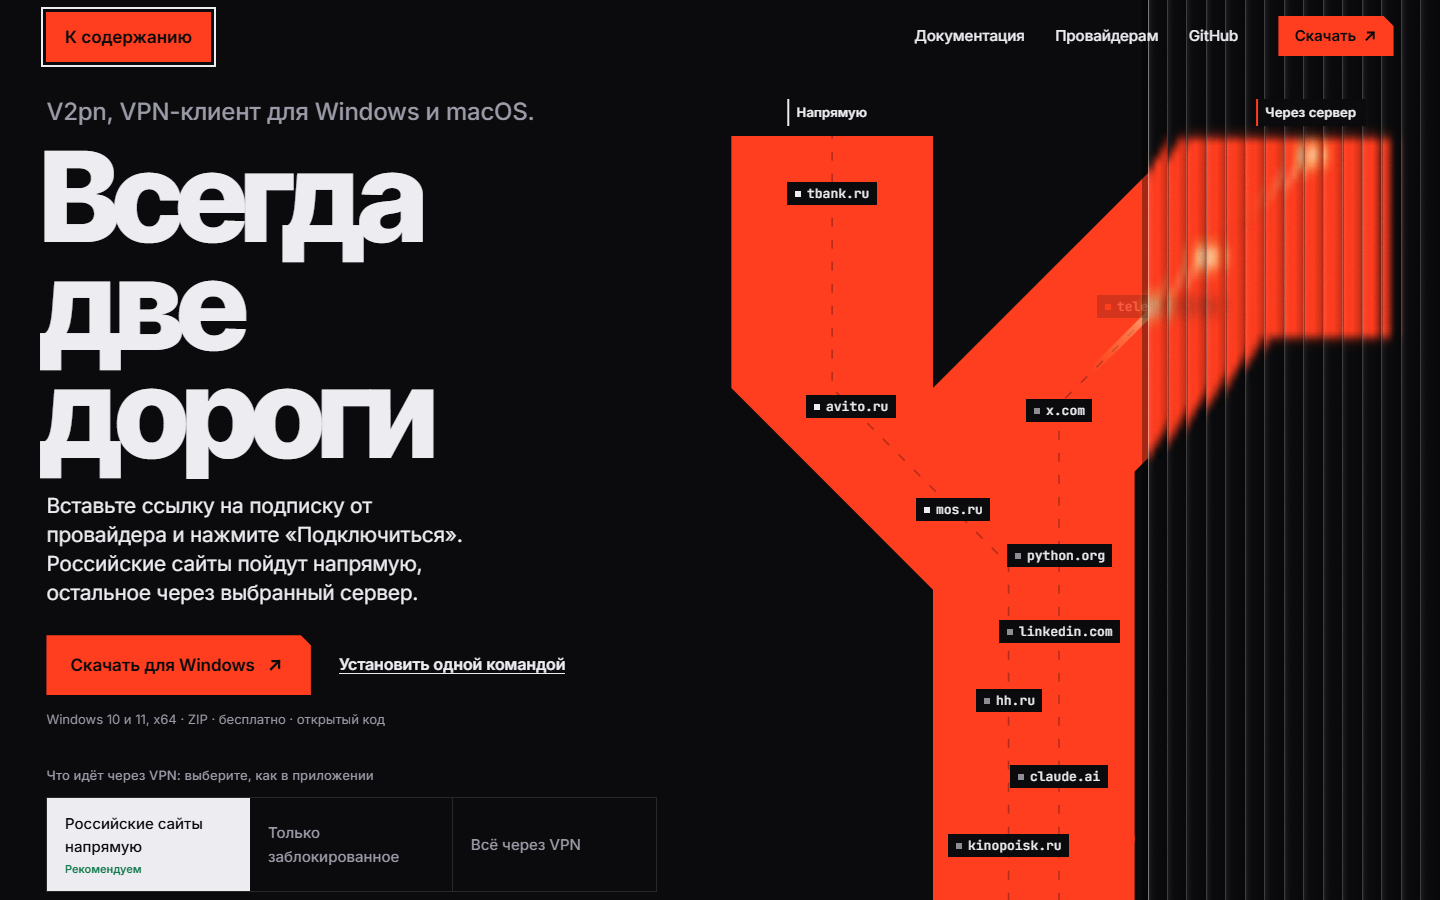 К содержанию
Документация
Провайдерам
GitHub
Скачать
V2pn, VPN-клиент для Windows и macOS.
Всегда
две
дороги
Вставьте ссылку на подписку от
провайдера и нажмите «Подключиться».
Российские сайты пойдут напрямую,
остальное через выбранный сервер.
Скачать для Windows
Установить одной командой
Windows 10 и 11, x64 · ZIP · бесплатно · открытый код
Что идёт через VPN: выберите, как в приложении
Российские сайты
напрямую
Рекомендуем
Только
заблокированное
Всё через VPN
Напрямую
Через сервер
tbank.ru
avito.ru
x.com
mos.ru
python.org
linkedin.com
hh.ru
claude.ai
kinopoisk.ru